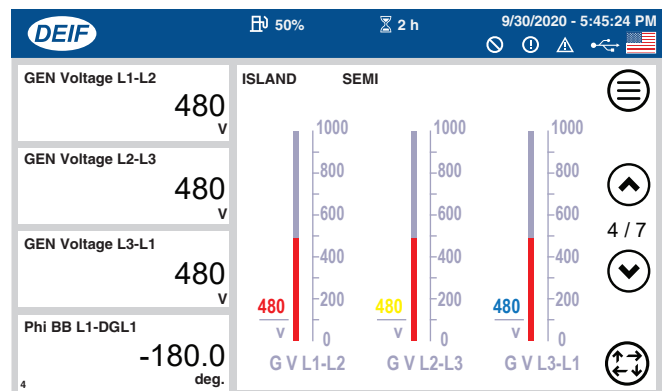 DEIF
50%
2 h
9/30/2020 - 5:45:24 PM
GEN Voltage L1-L2
480
V
GEN Voltage L2-L3
480
V
GEN Voltage L3-L1
480
V
Phi BB L1-DGL1
-180.0
deg.
4
ISLAND SEMI
1000
800
600
400
200
0
480
V
G V L1-L2
1000
800
600
400
200
0
480
V
G V L2-L3
1000
800
600
400
200
0
480
V
G V L3-L1
4 / 7